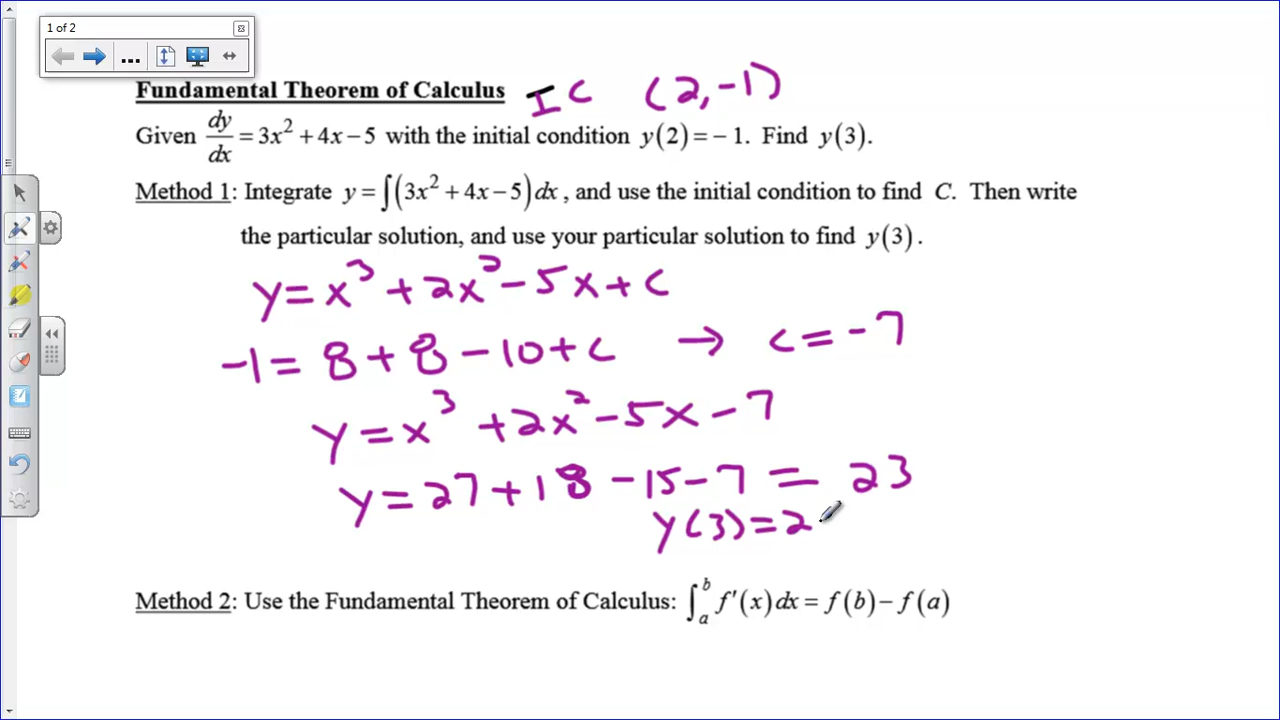 1 of 2
Fundamental Theorem of Calculus IC (2,-1)
Given dy/dx = 3x² + 4x − 5 with the initial condition y(2) = −1. Find y(3).
Method 1: Integrate y = ∫(3x² + 4x − 5)dx, and use the initial condition to find C. Then write
the particular solution, and use your particular solution to find y(3).
y = x³ + 2x² − 5x + C
−1 = 8 + 8 − 10 + C → C = −7
y = x³ + 2x² − 5x − 7
y = 27 + 18 − 15 − 7 = 23
y(3) = 2
Method 2: Use the Fundamental Theorem of Calculus: ∫ₐᵇ f'(x)dx = f(b) − f(a)